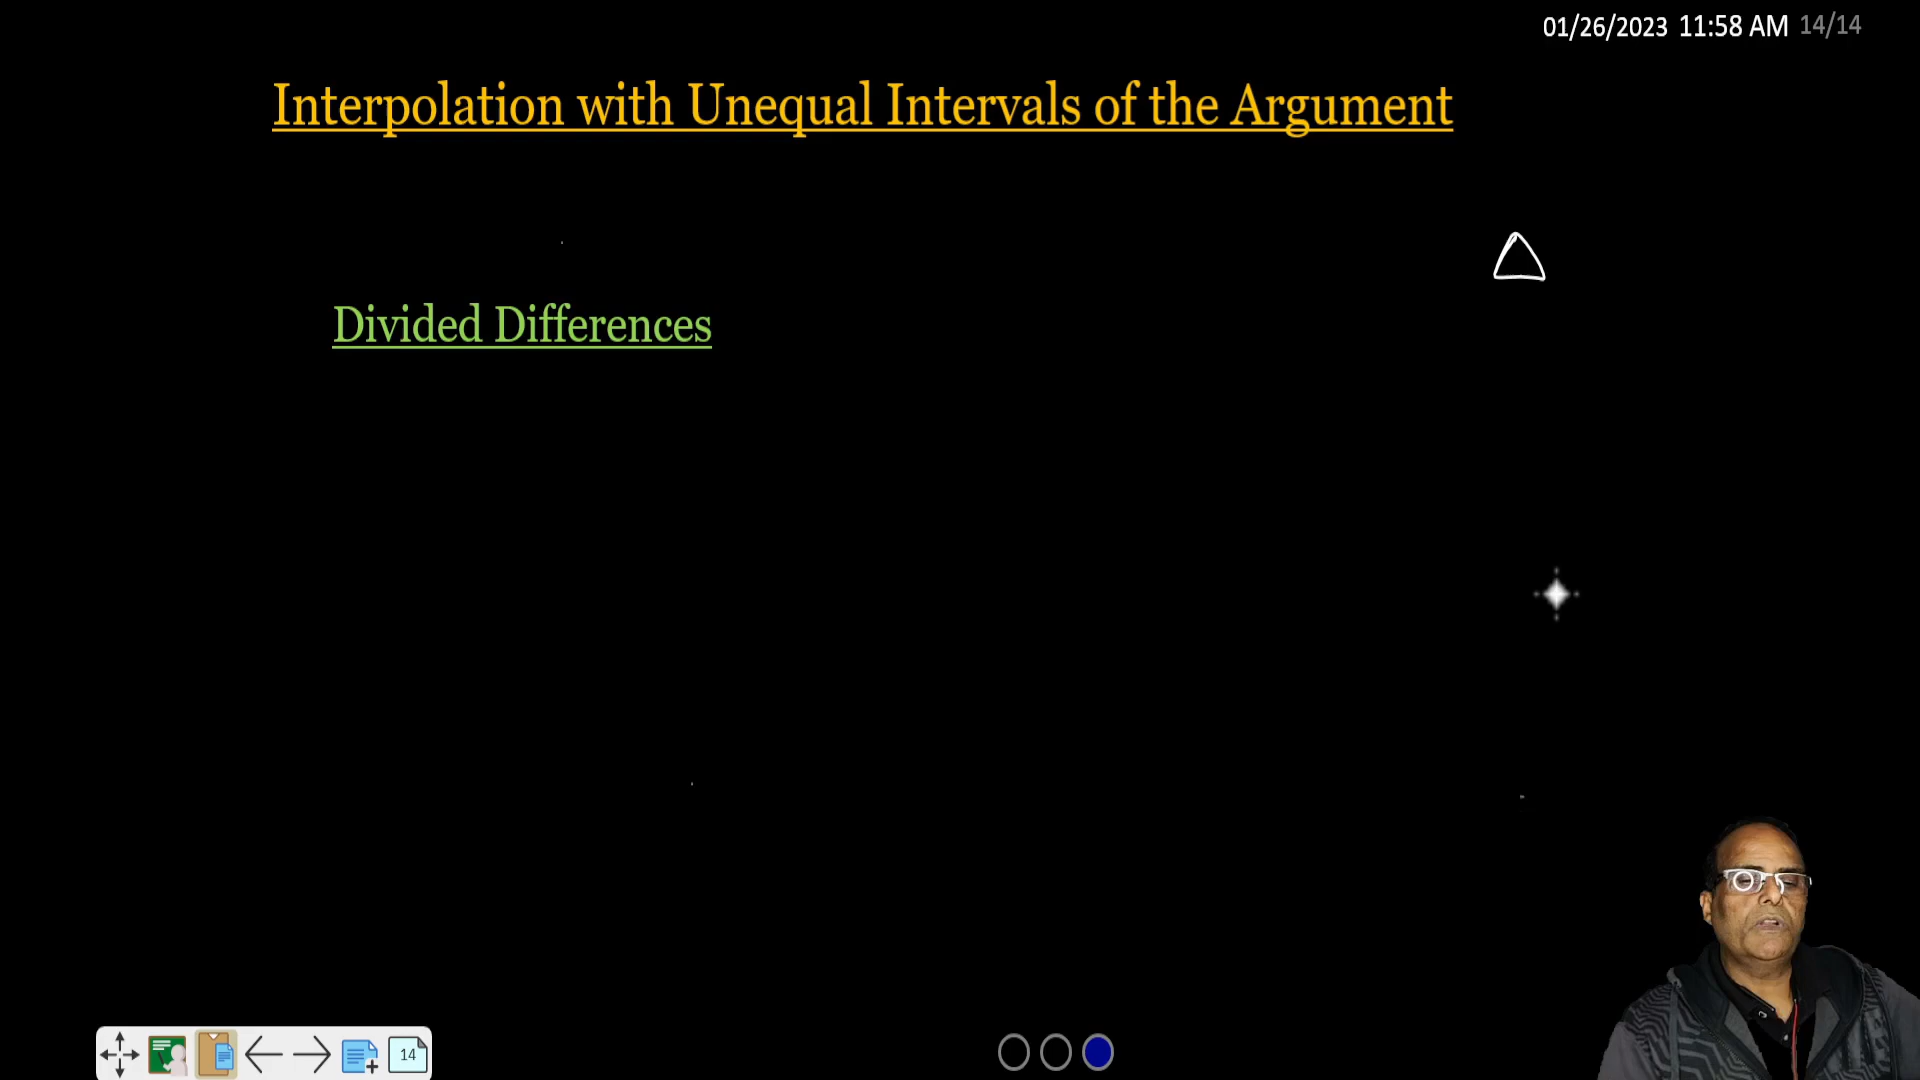 01/26/2023 11:58 AM 14/14
Interpolation with Unequal Intervals of the Argument
Δ
Divided Differences
14